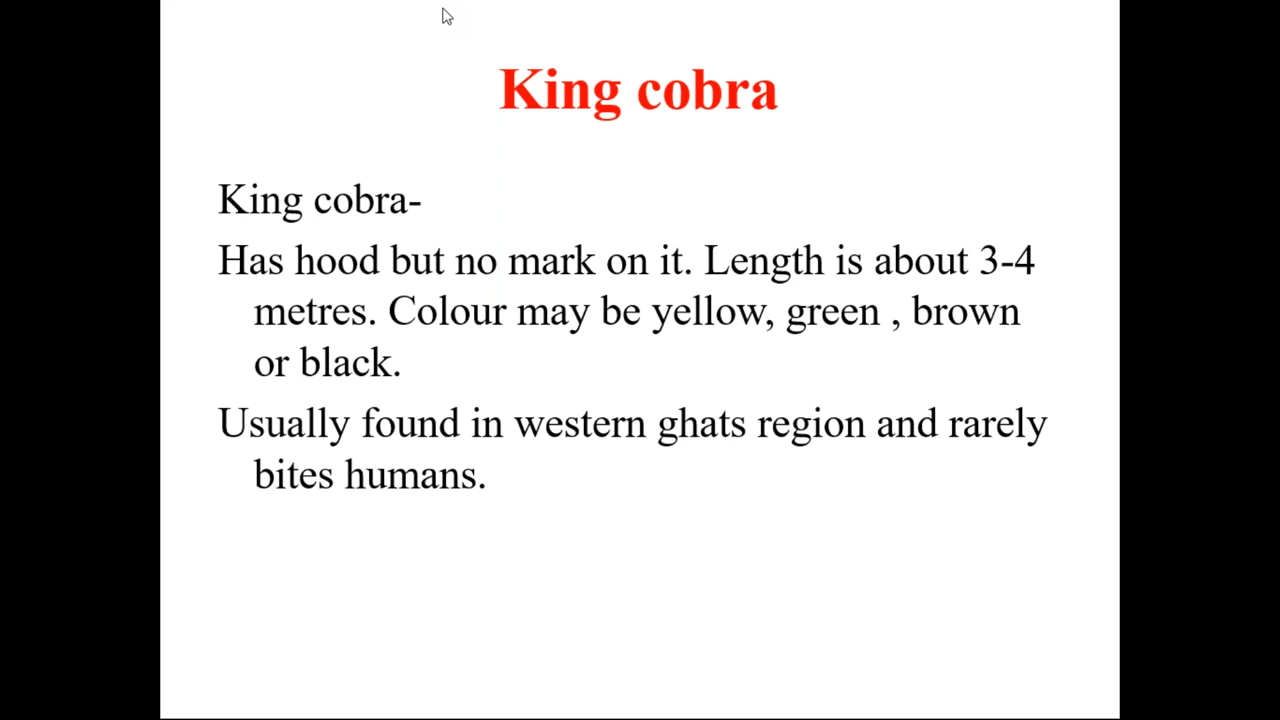 King cobra
King cobra-
Has hood but no mark on it. Length is about 3-4
metres. Colour may be yellow, green , brown
or black.
Usually found in western ghats region and rarely
bites humans.